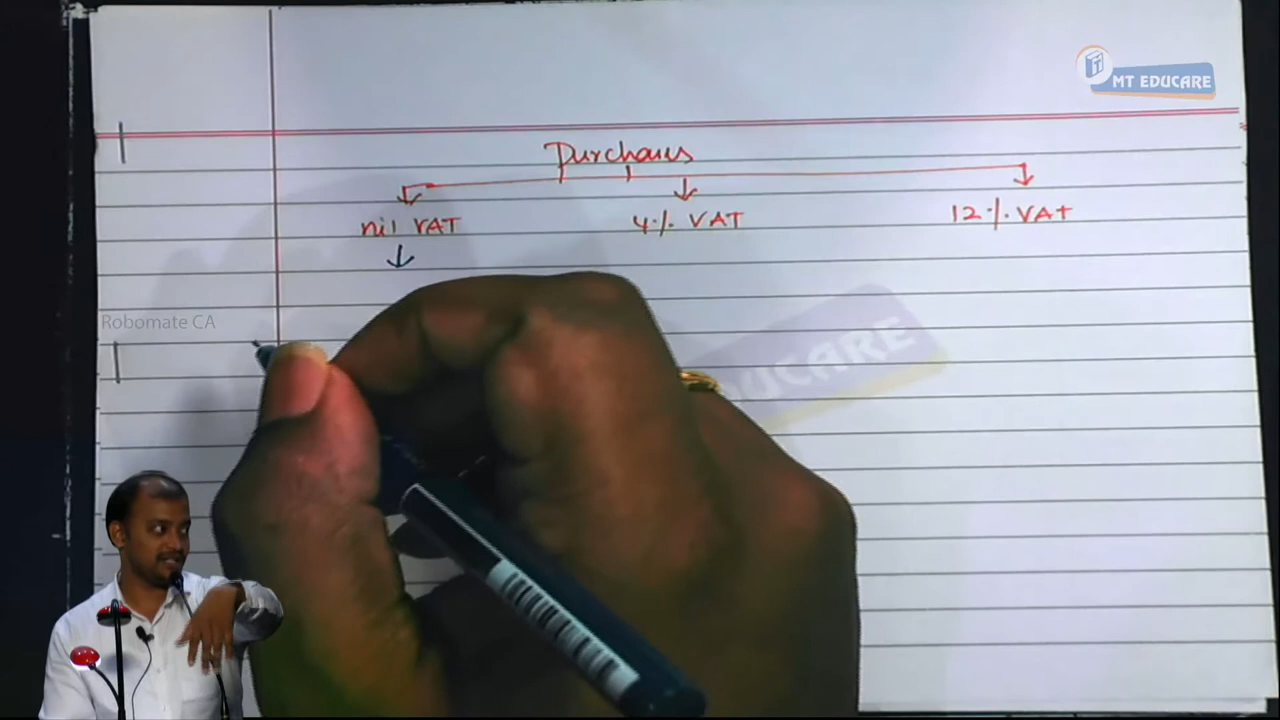 MT EDUCARE
Purchases
nil VAT 4% VAT 12% VAT
Robomate CA
EDUCARE